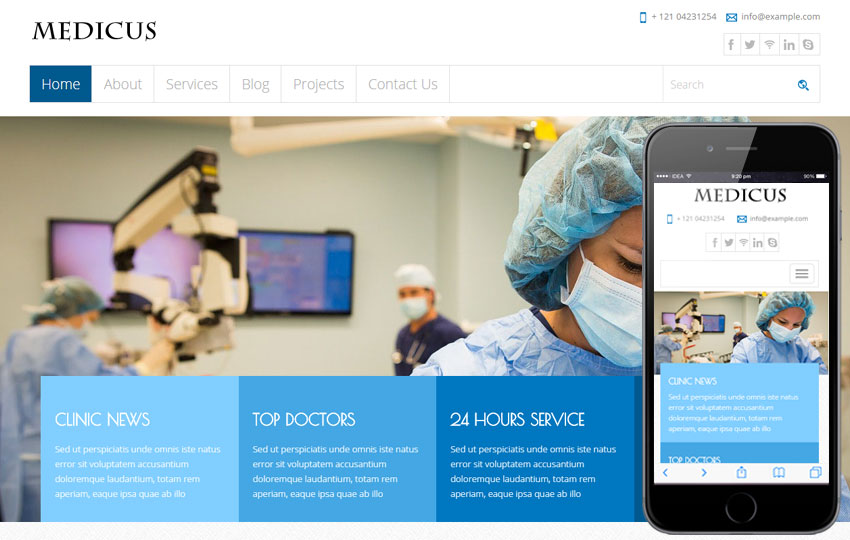 MEDICUS
+ 121 04231254 info@example.com
Home About Services Blog Projects Contact Us Search
CLINIC NEWS
Sed ut perspiciatis unde omnis iste natus
error sit voluptatem accusantium
doloremque laudantium, totam rem
aperiam, eaque ipsa quae ab illo
TOP DOCTORS
Sed ut perspiciatis unde omnis iste natus
error sit voluptatem accusantium
doloremque laudantium, totam rem
aperiam, eaque ipsa quae ab illo
24 HOURS SERVICE
Sed ut perspiciatis unde omnis iste natus
error sit voluptatem accusantium
doloremque laudantium, totam rem
aperiam, eaque ipsa quae ab illo
IDEA 9:20 pm 90%
MEDICUS
+ 121 04231254 info@example.com
CLINIC NEWS
Sed ut perspiciatis unde omnis iste natus
error sit voluptatem accusantium
doloremque laudantium, totam rem
aperiam, eaque ipsa quae ab illo
TOP DOCTORS